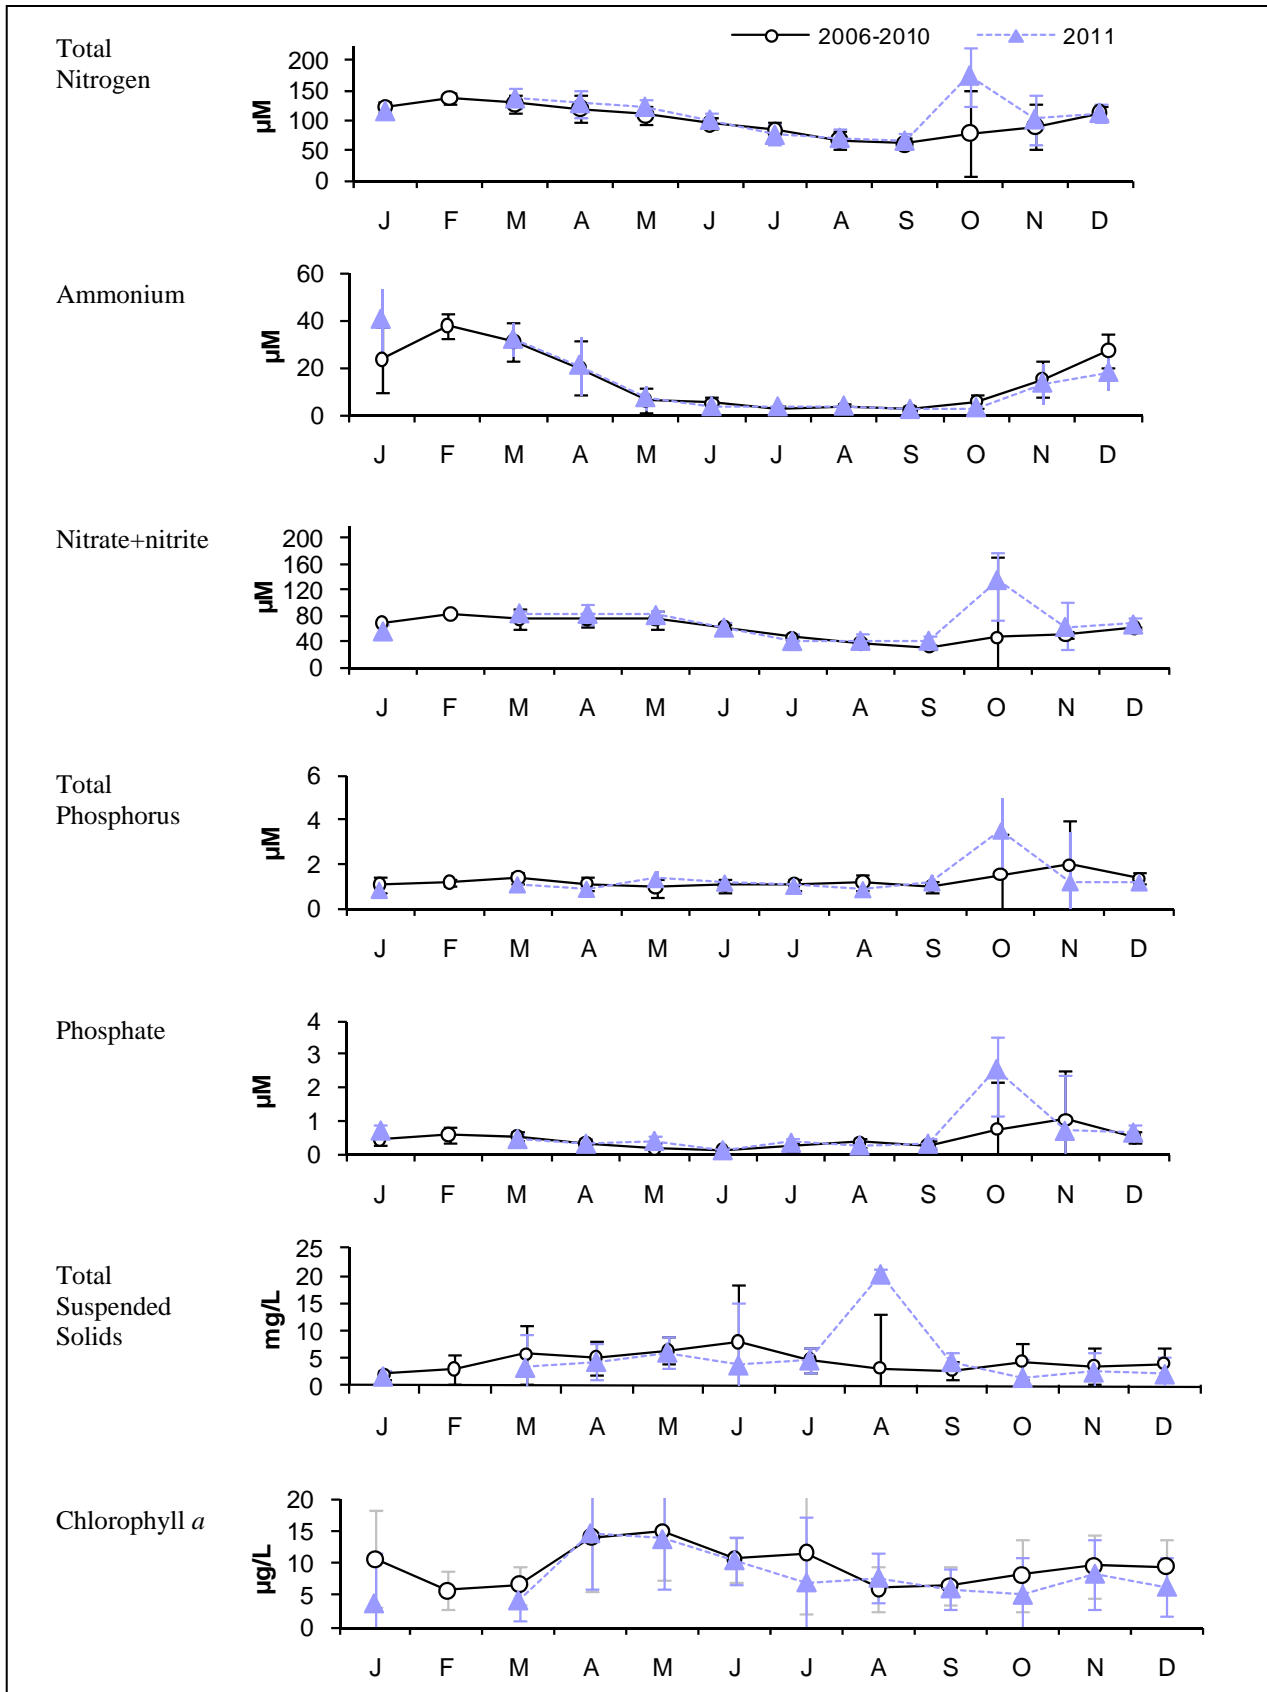 2006-2010 2011
Total
Nitrogen
µM
200
150
100
50
0
J F M A M J J A S O N D
Ammonium
µM
60
40
20
0
J F M A M J J A S O N D
Nitrate+nitrite
µM
200
160
120
80
40
0
J F M A M J J A S O N D
Total
Phosphorus
µM
6
4
2
0
J F M A M J J A S O N D
Phosphate
µM
4
3
2
1
0
J F M A M J J A S O N D
Total
Suspended
Solids
mg/L
25
20
15
10
5
0
J F M A M J J A S O N D
Chlorophyll a
µg/L
20
15
10
5
0
J F M A M J J A S O N D